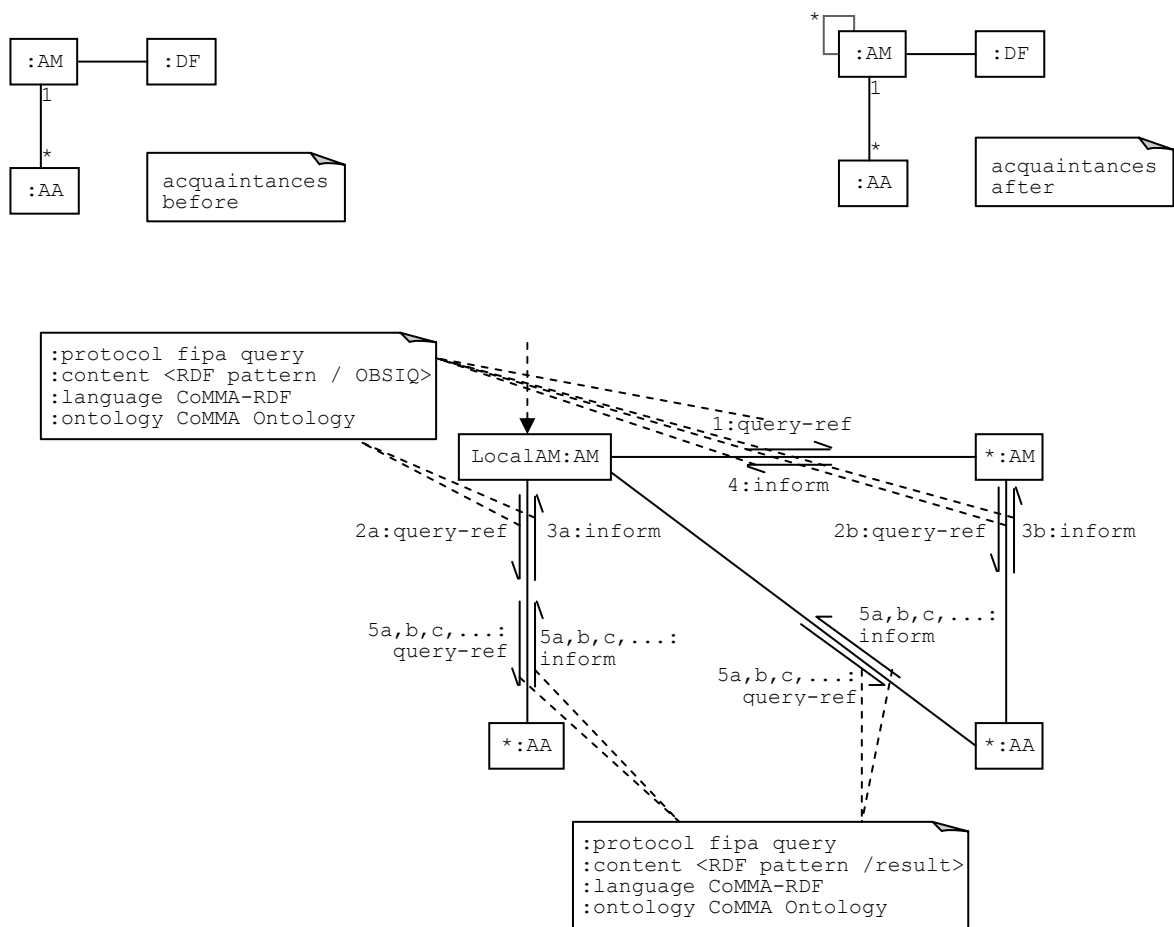 *
:AM
:DF
:AM
:DF
1
1
*
*
:AA
acquaintances
before
:AA
acquaintances
after
:protocol fipa query
:content <RDF pattern / OBSIQ>
:language CoMMA-RDF
:ontology CoMMA Ontology
1:query-ref
LocalAM:AM
*:AM
4:inform
2a:query-ref
3a:inform
2b:query-ref
3b:inform
5a,b,c,...:
query-ref
5a,b,c,...:
inform
5a,b,c,...:
inform
5a,b,c,...:
query-ref
*:AA
*:AA
:protocol fipa query
:content <RDF pattern /result>
:language CoMMA-RDF
:ontology CoMMA Ontology